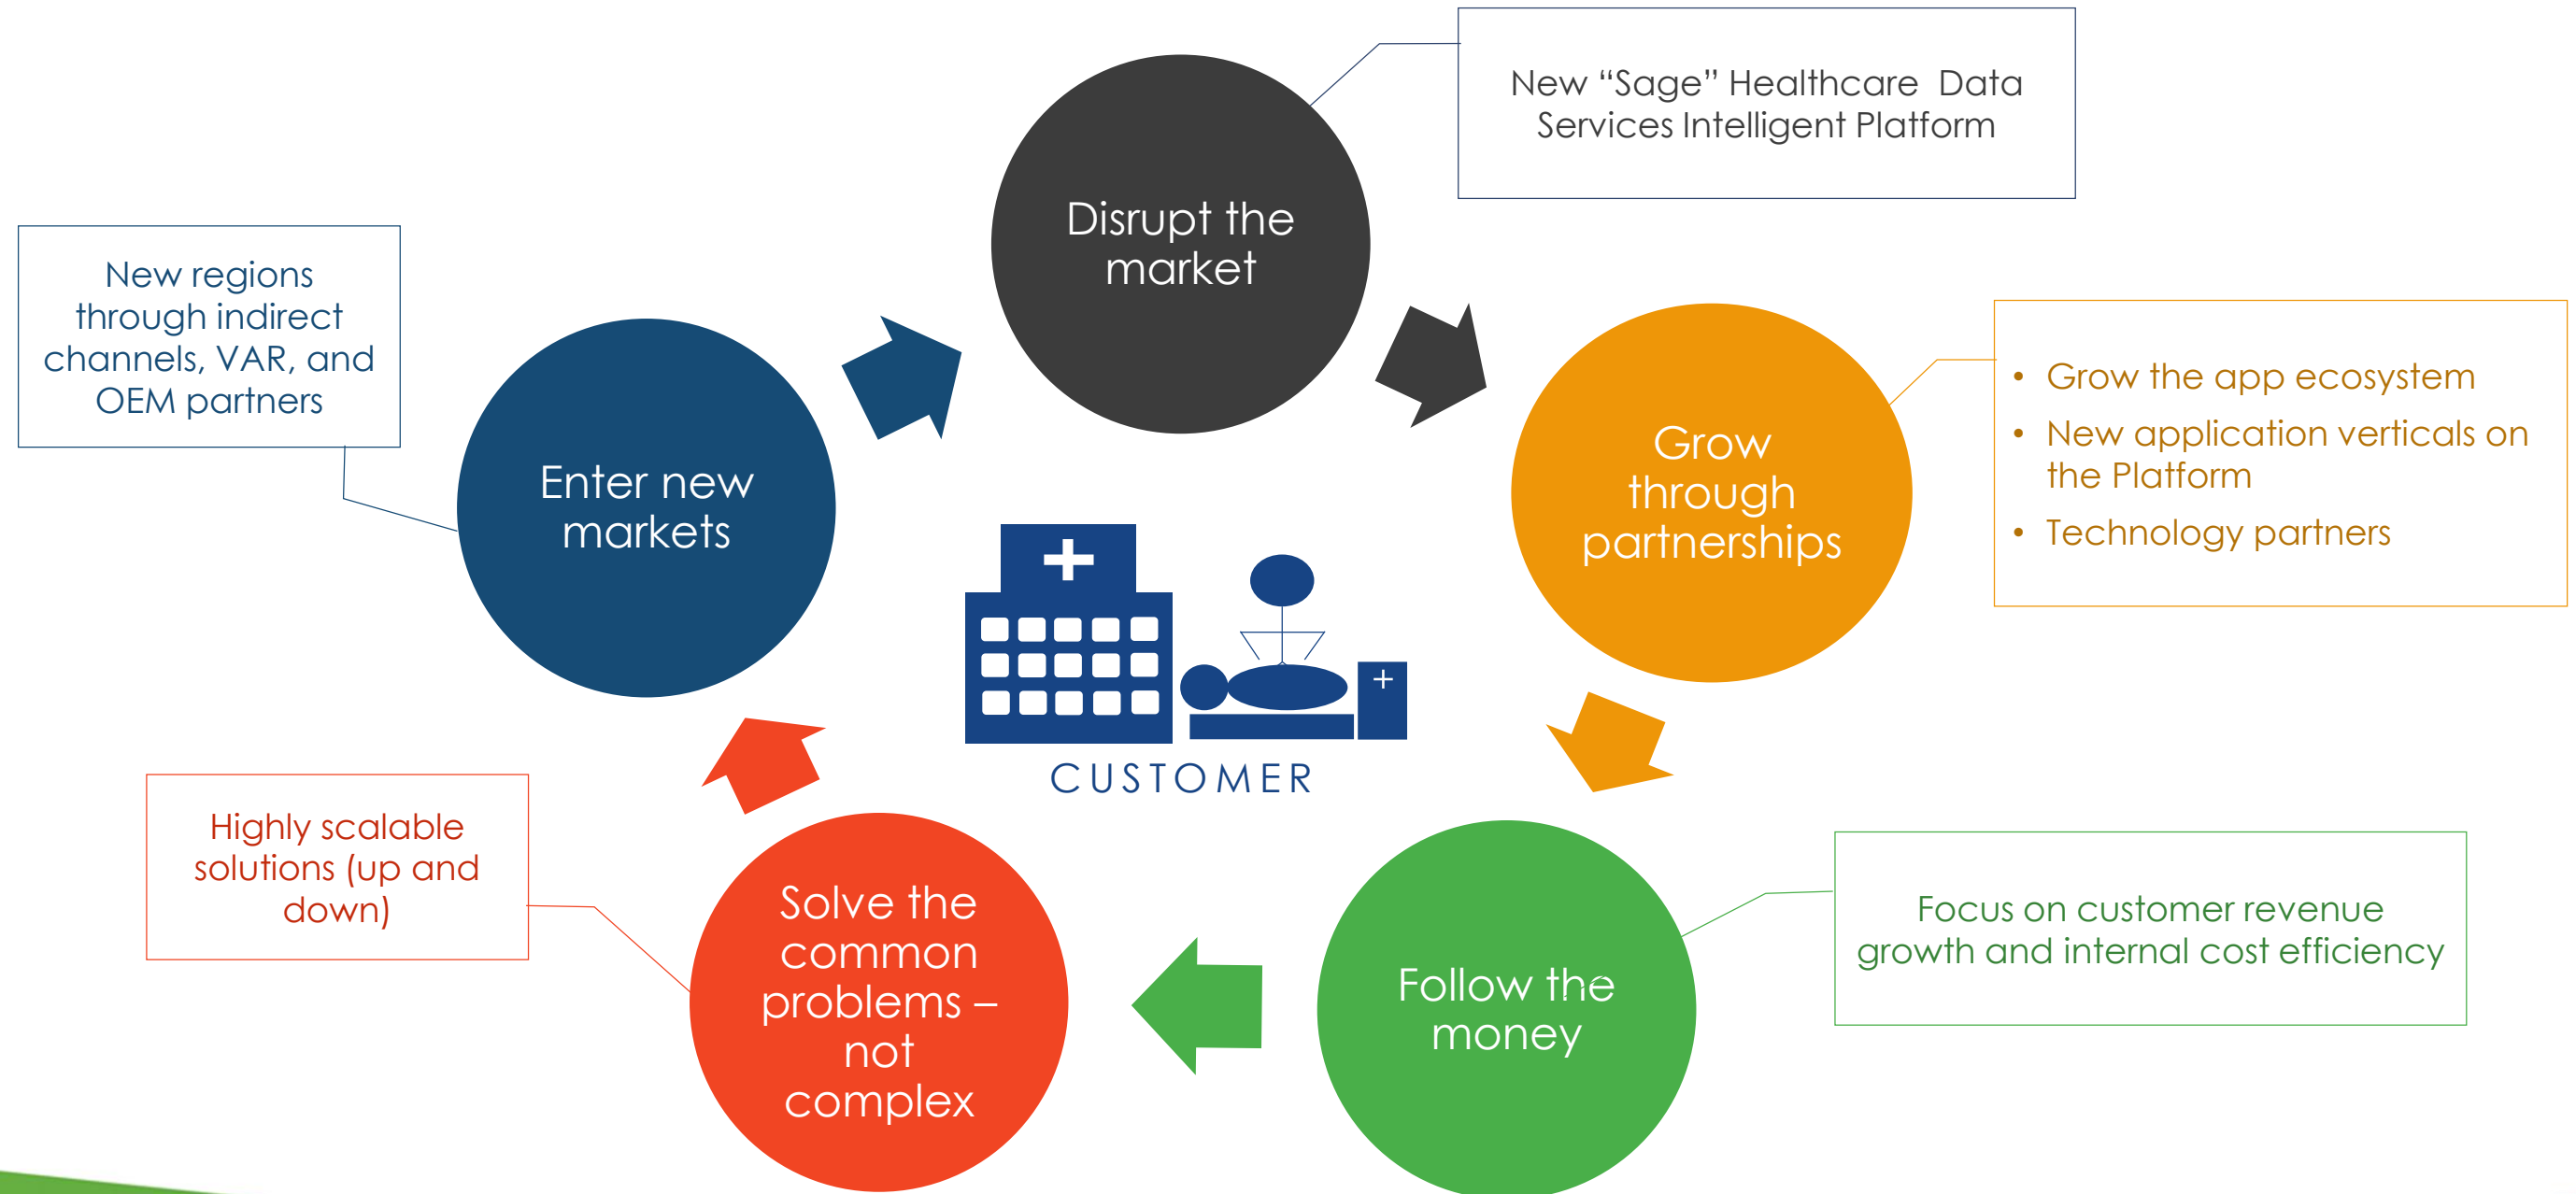 Disrupt the
market
New “Sage” Healthcare Data
Services Intelligent Platform
Grow
through
partnerships
• Grow the app ecosystem
• New application verticals on
the Platform
• Technology partners
Follow the
money
Focus on customer revenue
growth and internal cost efficiency
Solve the
common
problems –
not
complex
Highly scalable
solutions (up and
down)
Enter new
markets
New regions
through indirect
channels, VAR, and
OEM partners
CUSTOMER